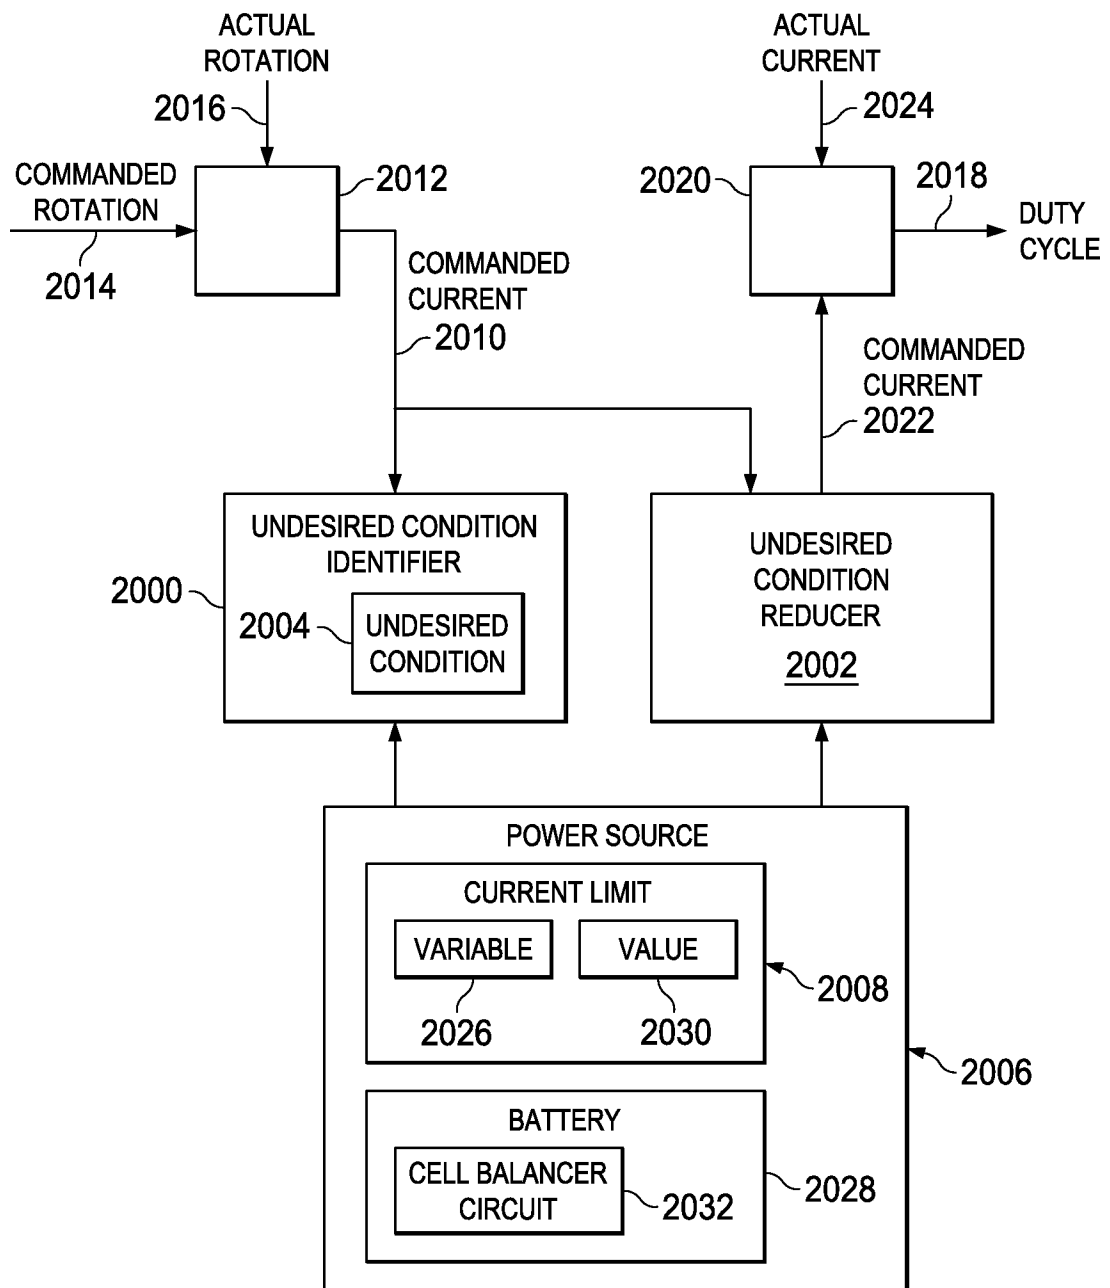 ACTUAL
ROTATION
2016
COMMANDED
ROTATION
2014
2012
COMMANDED
CURRENT
2010
ACTUAL
CURRENT
2024
2020
2018
DUTY
CYCLE
COMMANDED
CURRENT
2022
UNDESIRED CONDITION
IDENTIFIER
2000
2004
UNDESIRED
CONDITION
UNDESIRED
CONDITION
REDUCER
2002
POWER SOURCE
CURRENT LIMIT
VARIABLE
VALUE
2026
2030
2008
2006
BATTERY
CELL BALANCER
CIRCUIT
2032
2028